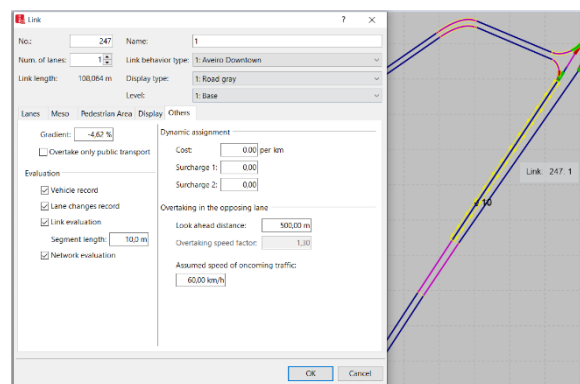 Link
No.: 247 Name: 1
Num. of lanes: 1 Link behavior type: 1: Aveiro Downtown
Link length: 108,064 m Display type: 1: Road gray
Level: 1: Base
Lanes Meso Pedestrian Area Display Others
Gradient: -4,62 %
Overtake only public transport
Evaluation
Vehicle record
Lane changes record
Link evaluation
Segment length: 10,0 m
Network evaluation
Dynamic assignment
Cost: 0.00 per km
Surcharge 1: 0,00
Surcharge 2: 0,00
Overtaking in the opposing lane
Look ahead distance: 500,00 m
Overtaking speed factor: 1,30
Assumed speed of oncoming traffic:
60,00 km/h
OK Cancel
Link: 247. 1
10